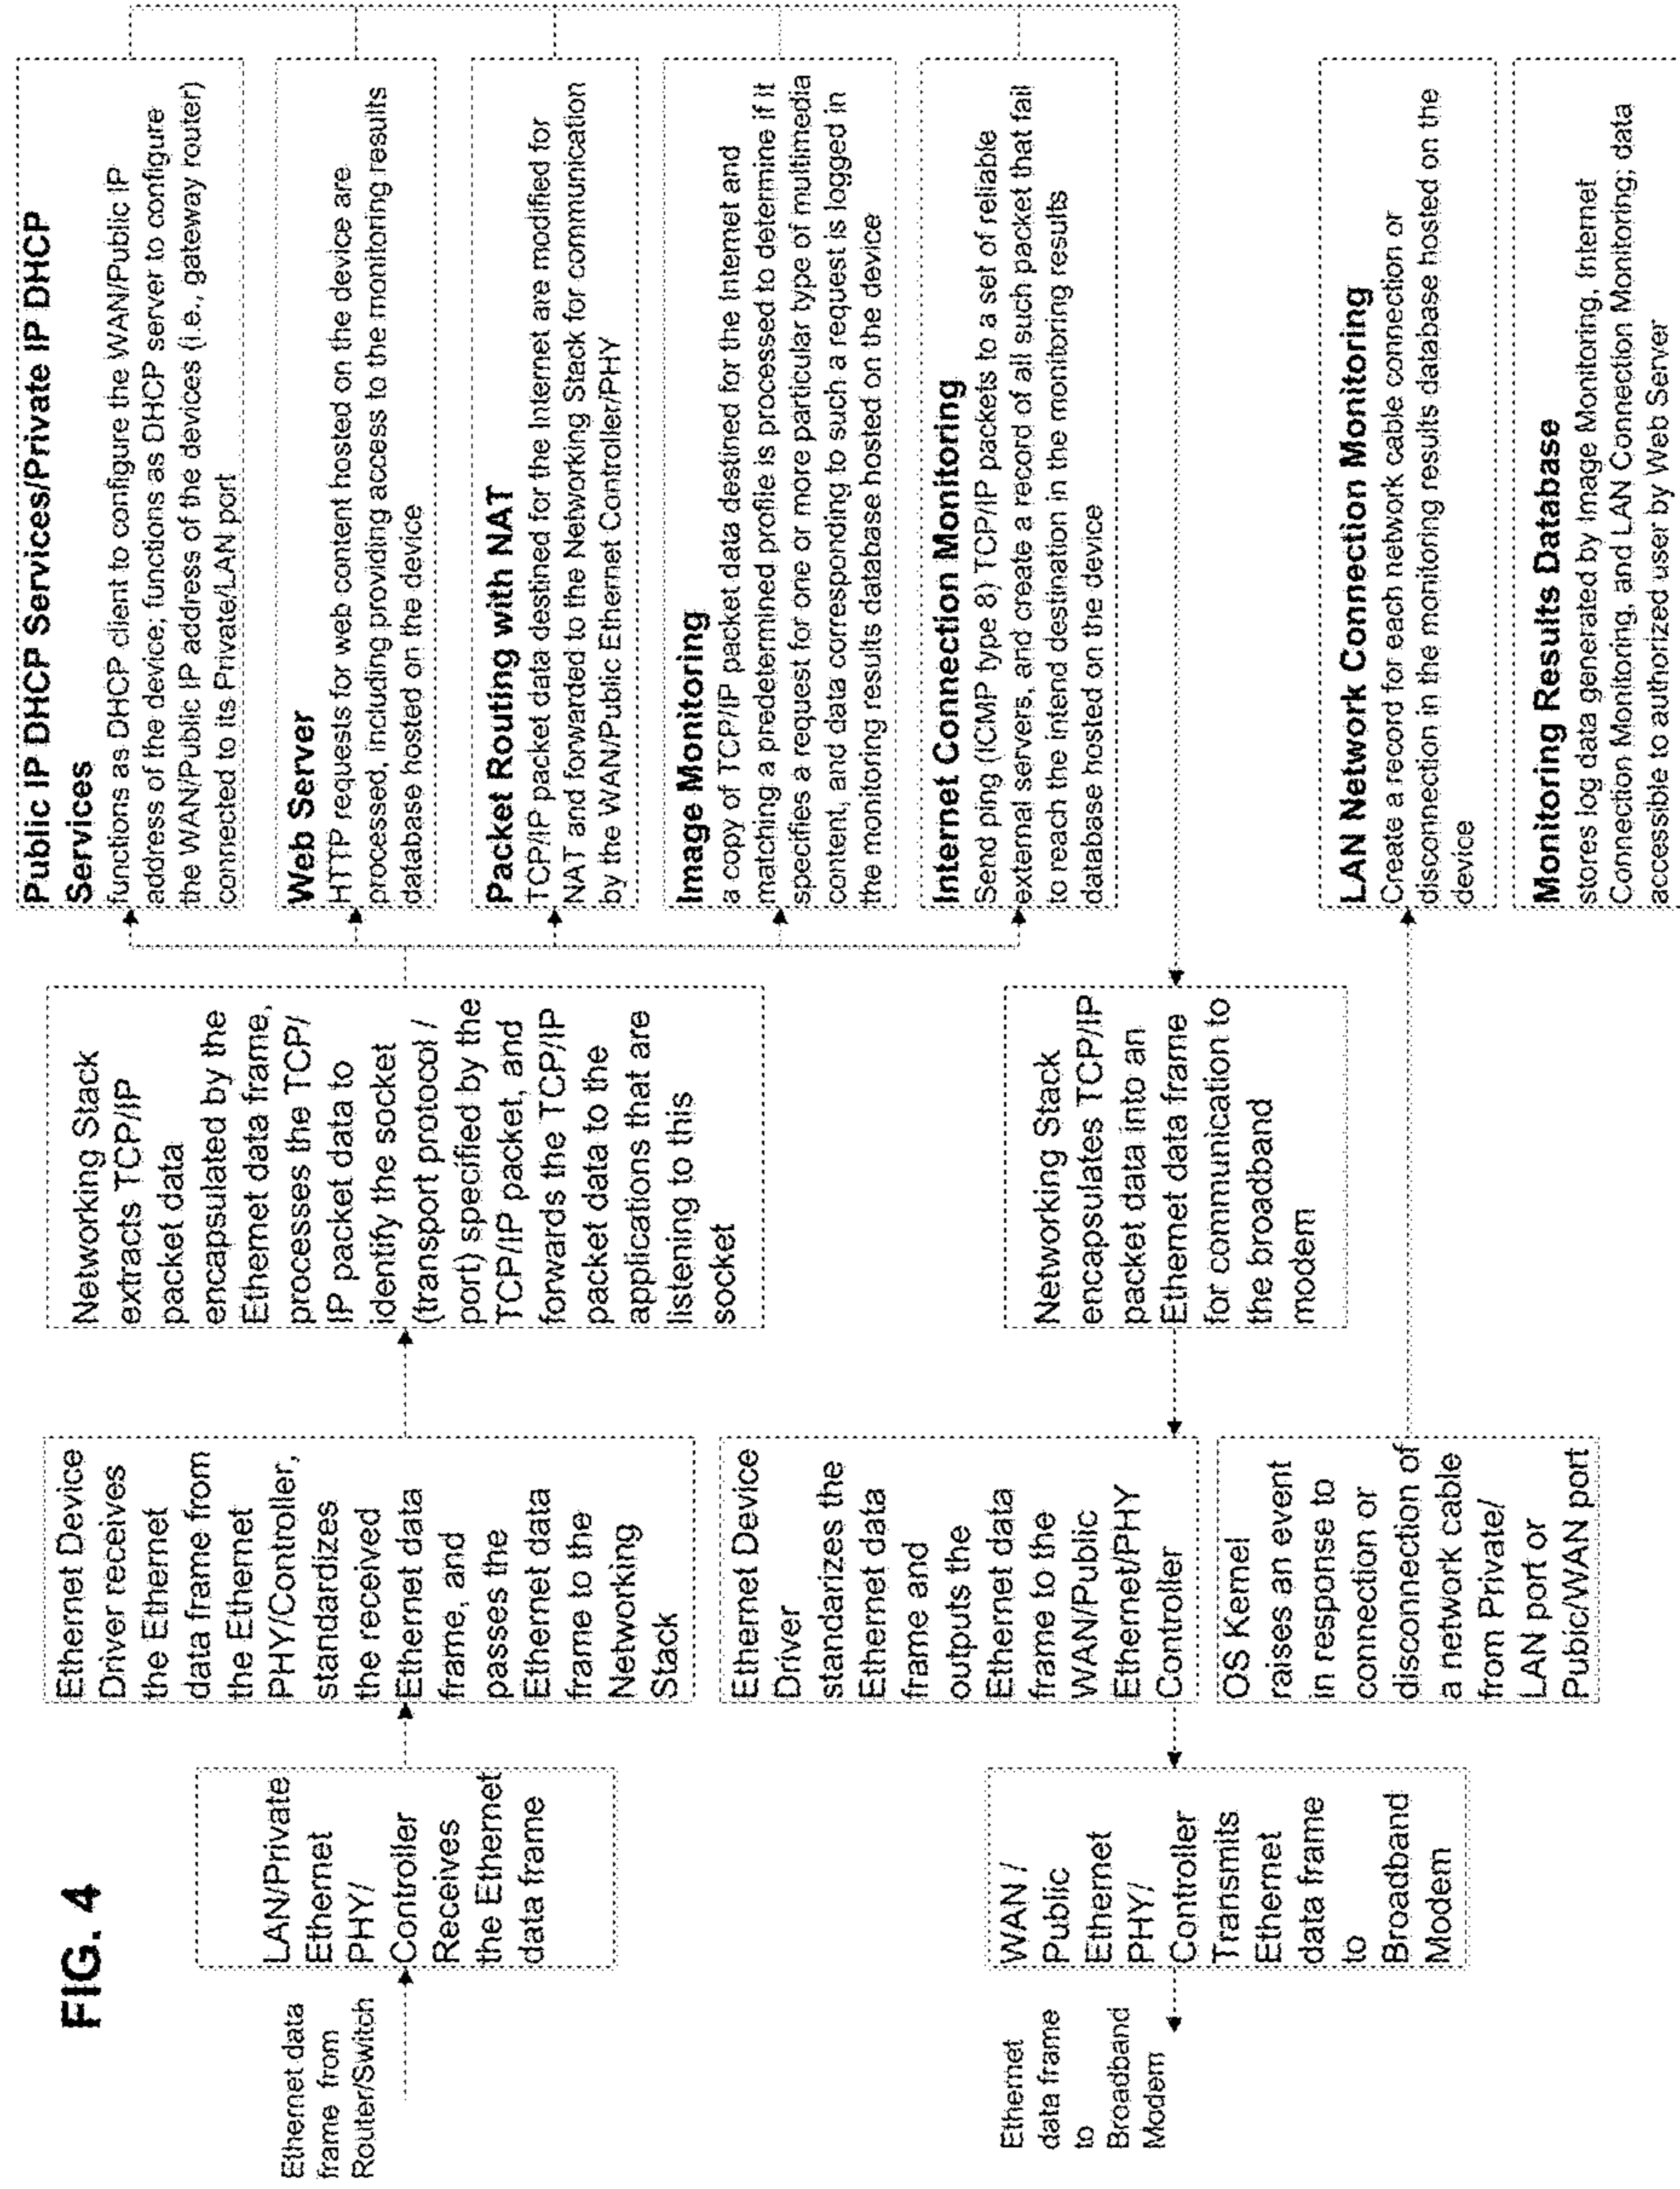 FIG. 4
Ethernet data
frame from
Router/Switch
LAN/Private
Ethernet
PHY/
Controller
Receives
the Ethernet
data frame
Ethernet Device
Driver receives
the Ethernet
data frame from
the Ethernet
PHY/Controller,
standardizes
the received
Ethernet data
frame, and
passes the
Ethernet data
frame to the
Networking
Stack
Networking Stack
extracts TCP/IP
packet data
encapsulated by the
Ethernet data frame,
processes the TCP/
IP packet data to
identify the socket
(transport protocol /
port) specified by the
TCP/IP packet, and
forwards the TCP/IP
packet data to the
applications that are
listening to this
socket
Public IP DHCP Services/Private IP DHCP
Services
functions as DHCP client to configure the WAN/Public IP
address of the device; functions as DHCP server to configure
the WAN/Public IP address of the devices (i.e., gateway router)
connected to its Private/LAN port
Web Server
HTTP requests for web content hosted on the device are
processed, including providing access to the monitoring results
database hosted on the device
Packet Routing with NAT
TCP/IP packet data destined for the Internet are modified for
NAT and forwarded to the Networking Stack for communication
by the WAN/Public Ethernet Controller/PHY
Image Monitoring
a copy of TCP/IP packet data destined for the Internet and
matching a predetermined profile is processed to determine if it
specifies a request for one or more particular type of multimedia
content, and data corresponding to such a request is logged in
the monitoring results database hosted on the device
Internet Connection Monitoring
Send ping (ICMP type 8) TCP/IP packets to a set of reliable
external servers, and create a record of all such packet that fail
to reach the intend destination in the monitoring results
database hosted on the device
Ethernet
data frame
to
Broadband
Modem
WAN /
Public
Ethernet
PHY/
Controller
Transmits
Ethernet
data frame
to
Broadband
Modem
Ethernet Device
Driver
standarizes the
Ethernet data
frame and
outputs the
Ethernet data
frame to the
WAN/Public
Ethernet/PHY
Controller
Networking Stack
encapsulates TCP/IP
packet data into an
Ethernet data frame
for communication to
the broadband
modem
OS Kernel
raises an event
in response to
connection or
disconnection of
a network cable
from Private/
LAN port or
Pubic/WAN port
LAN Network Connection Monitoring
Create a record for each network cable connection or
disconnection in the monitoring results database hosted on the
device
Monitoring Results Database
stores log data generated by Image Monitoring, Internet
Connection Monitoring, and LAN Connection Monitoring; data
accessible to authorized user by Web Server